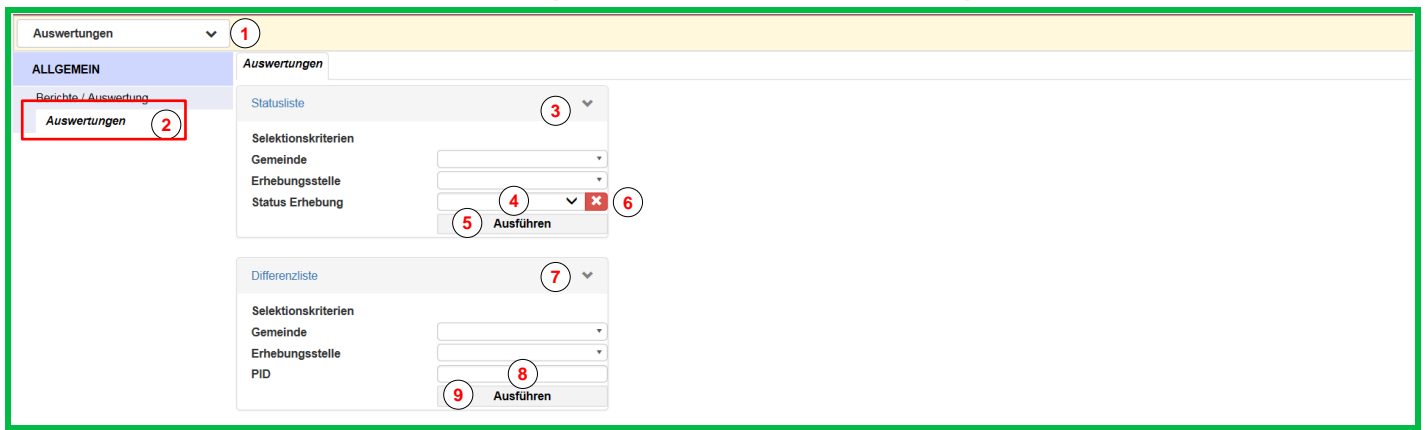 Auswertungen 1
ALLGEMEIN
Berichte / Auswertung
Auswertungen 2
Auswertungen
Statusliste 3
Selektionskriterien
Gemeinde
Erhebungsstelle
Status Erhebung 4 6
5 Ausführen
Differenzliste 7
Selektionskriterien
Gemeinde
Erhebungsstelle
PID 8
9 Ausführen